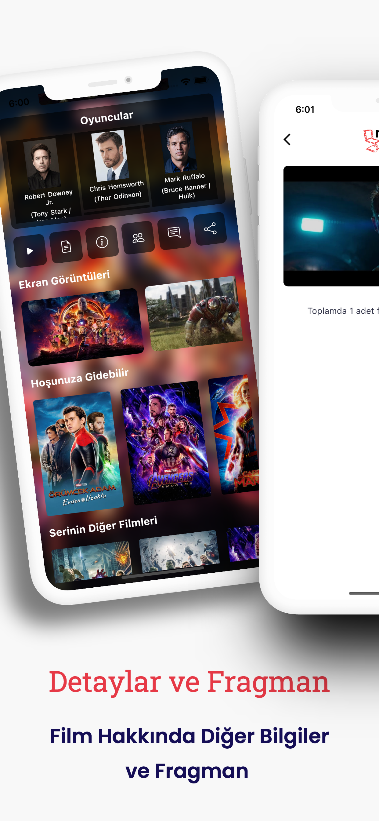 6:00
Oyuncular
Robert Downey
Jr.
(Tony Stark /
Chris Hemsworth
(Thor Odinson)
Mark Ruffalo
(Bruce Banner /
Hulk)
Ekran Görüntüleri
Hoşunuza Gidebilir
Serinin Diğer Filmleri
6:01
Toplamda 1 adet f
Detaylar ve Fragman
Film Hakkında Diğer Bilgiler
ve Fragman